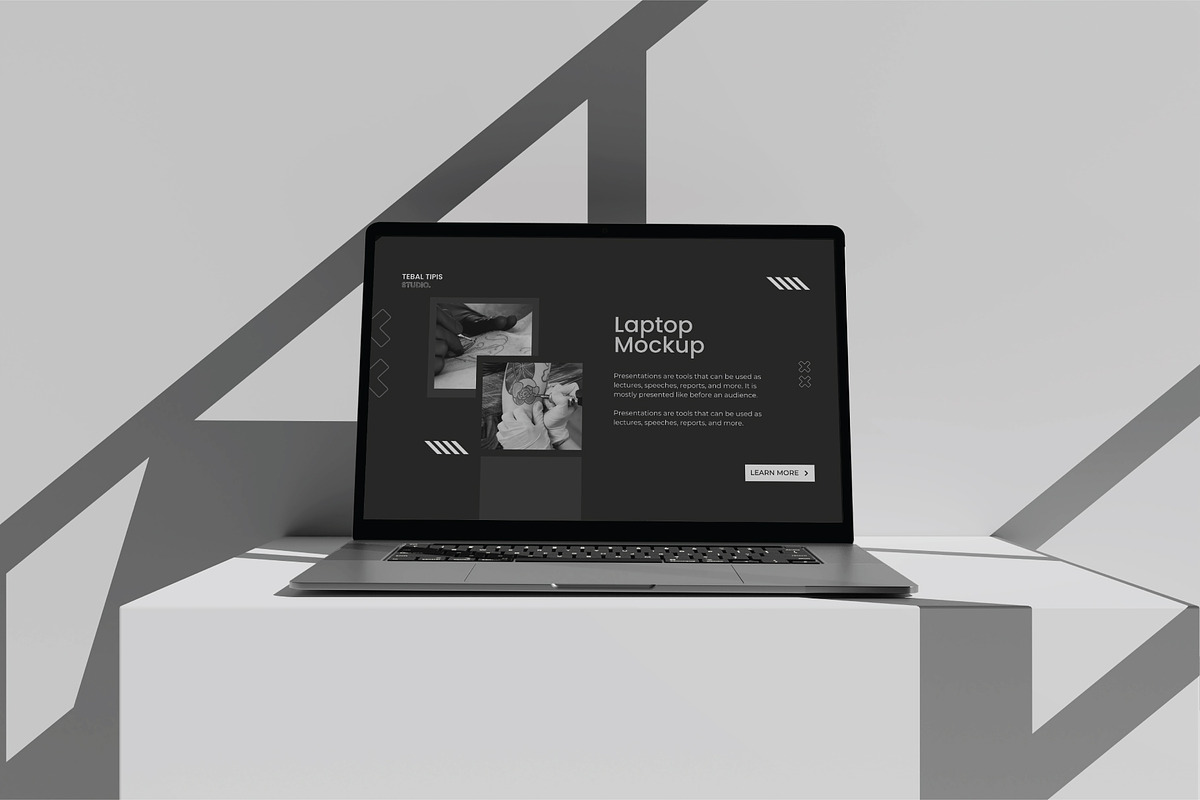 TEBAL TIPIS
STUDIO.
Laptop
Mockup
Presentations are tools that can be used as
lectures, speeches, reports, and more. It is
mostly presented like before an audience.
Presentations are tools that can be used as
lectures, speeches, reports, and more.
LEARN MORE